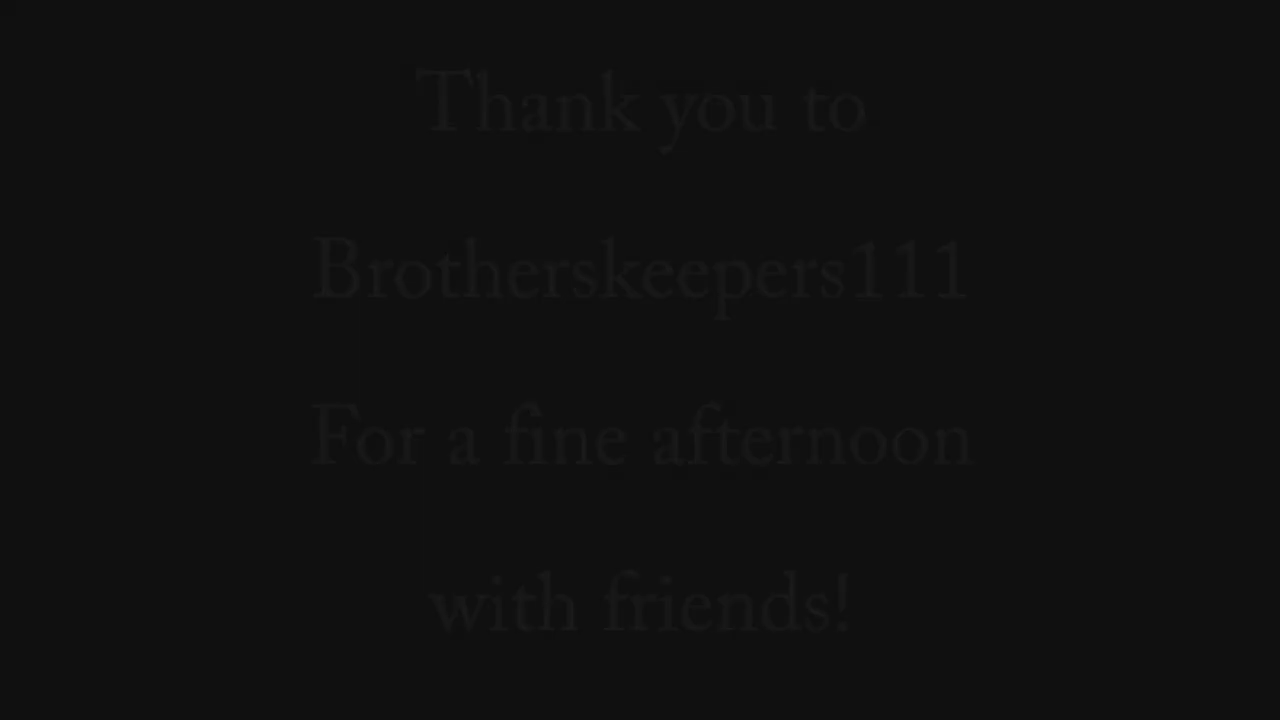 Thank you to
Brotherskeepers111
For a fine afternoon
with friends!